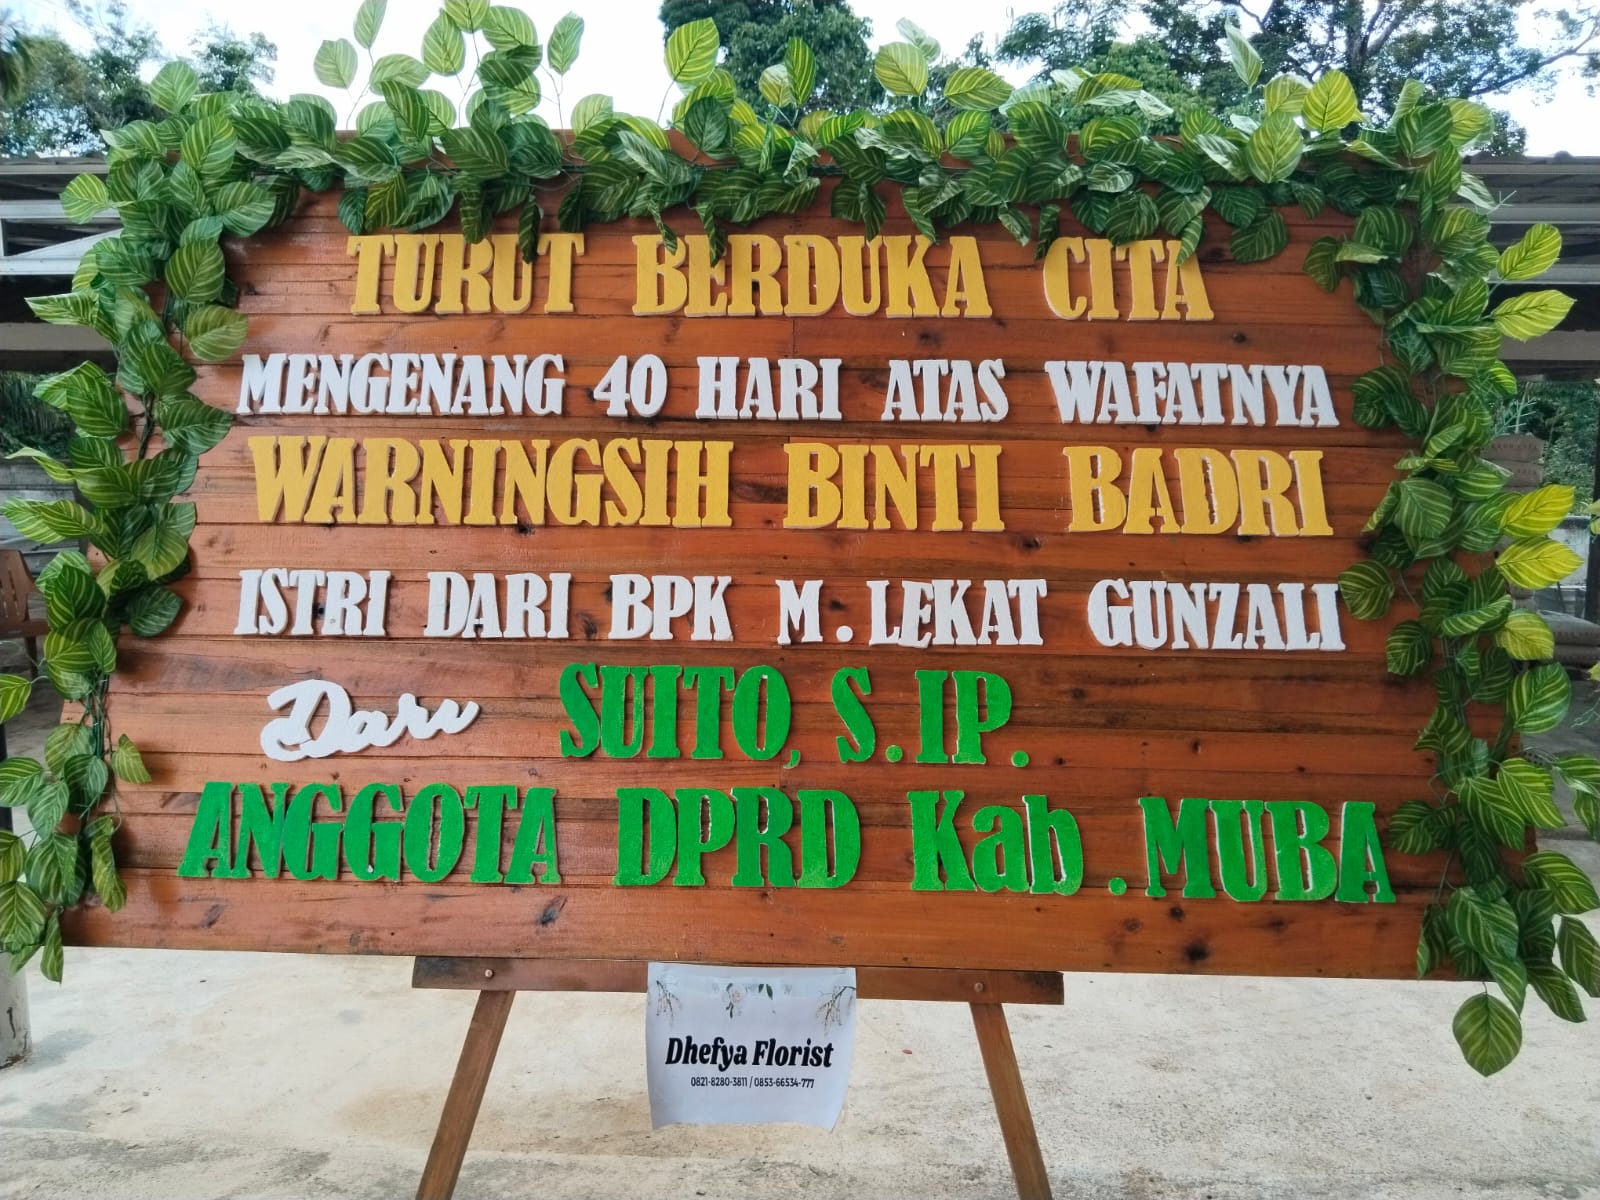 TURUT BERDUKA CITA
MENGENANG 40 HARI ATAS WAFATNYA
WARNINGSIH BINTI BADRI
ISTRI DARI BPK M. LEKAT GUNZALI
Dari SUITO, S.IP.
ANGGOTA DPRD Kab. MUBA
Dhefya Florist
0821-8280-3811 / 0853-66534-777